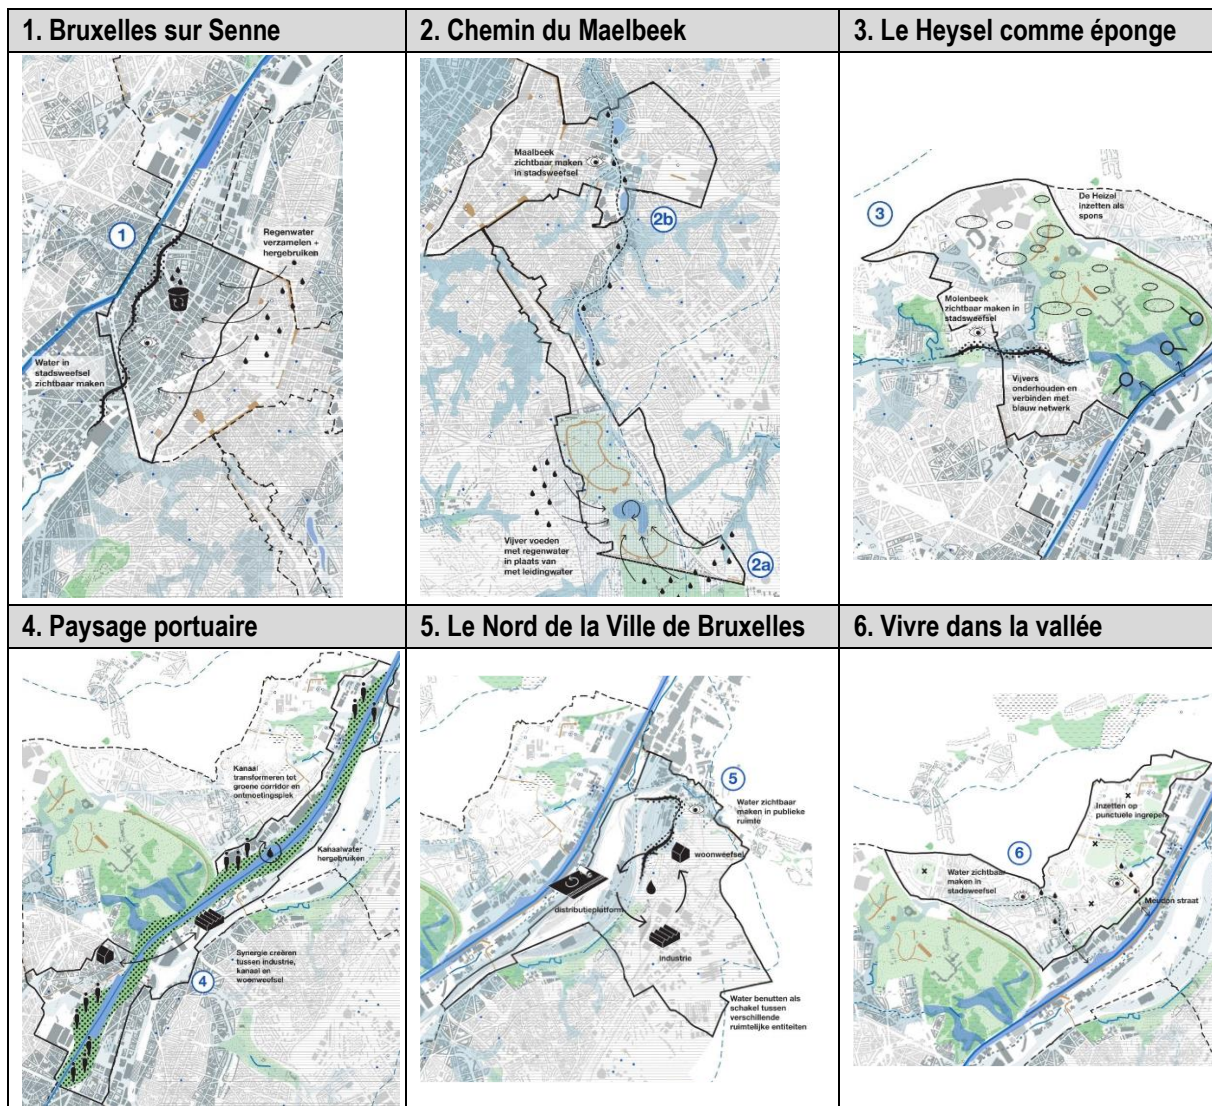 1. Bruxelles sur Senne
2. Chemin du Maelbeek
3. Le Heysel comme éponge
1
Regenwater
verzamelen +
hergebruiken
Water in
stadsweefsel
zichtbaar maken
Maalbeek
zichtbaar maken
in stadsweefsel
2b
Vijver voeden
met regenwater
in plaats van
met leidingwater
2a
3
De Heizel
inzetten als
spons
Molenbeek
zichtbaar maken in
stadsweefsel
Vijvers
onderhouden en
verbinden met
blauw netwerk
4. Paysage portuaire
5. Le Nord de la Ville de Bruxelles
6. Vivre dans la vallée
Kanaal
transformeren tot
groene corridor en
ontmoetingsplek
Kanaalwater
hergebruiken
Synergie creëren
tussen industrie,
kanaal en
woonweefsel
4
5
Water zichtbaar
maken in publieke
ruimte
woonweefsel
distributieplatform
industrie
Water benutten als
schakel tussen
verschillende
ruimtelijke entiteiten
Inzetten op
punctuele ingrepen
6
Water zichtbaar
maken in
stadsweefsel
Meudon straat